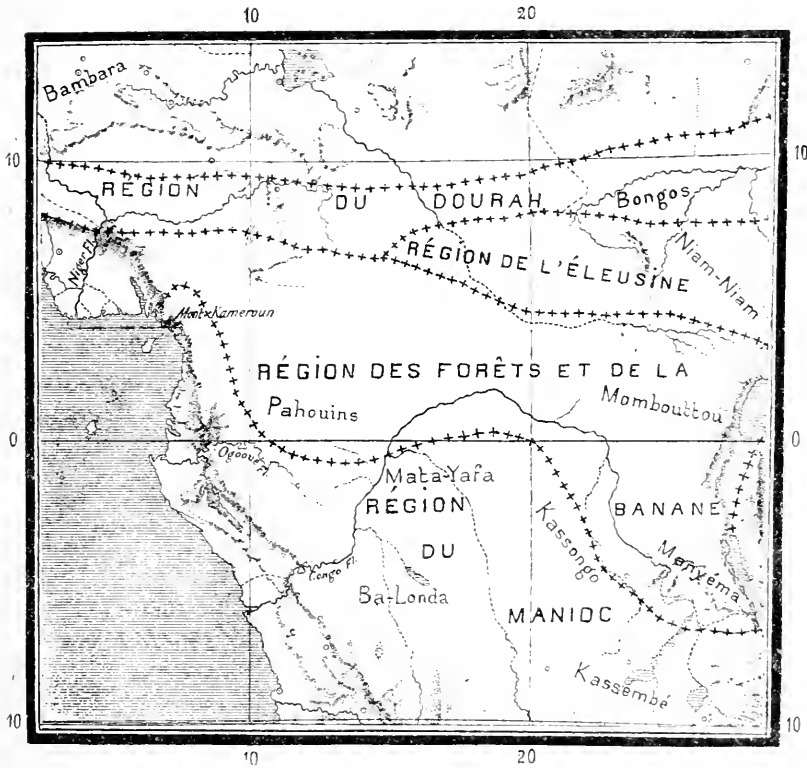 10 20
Bambara
10 10
RÉGION DU DOURAH
Bongos
Niger Fl.
RÉGION DE L'ÉLEUSINE
Niam-Niam
Mont Kameroun
RÉGION DES FORÊTS ET DE LA
Pahouins
Mombouttou
0 0
Ogooué Fl.
Mata-Yafa
RÉGION
BANANE
Kassongo
DU
Congo Fl.
Manyéma
Ba-Londa
MANIOC
Kassembé
10 10
10 20